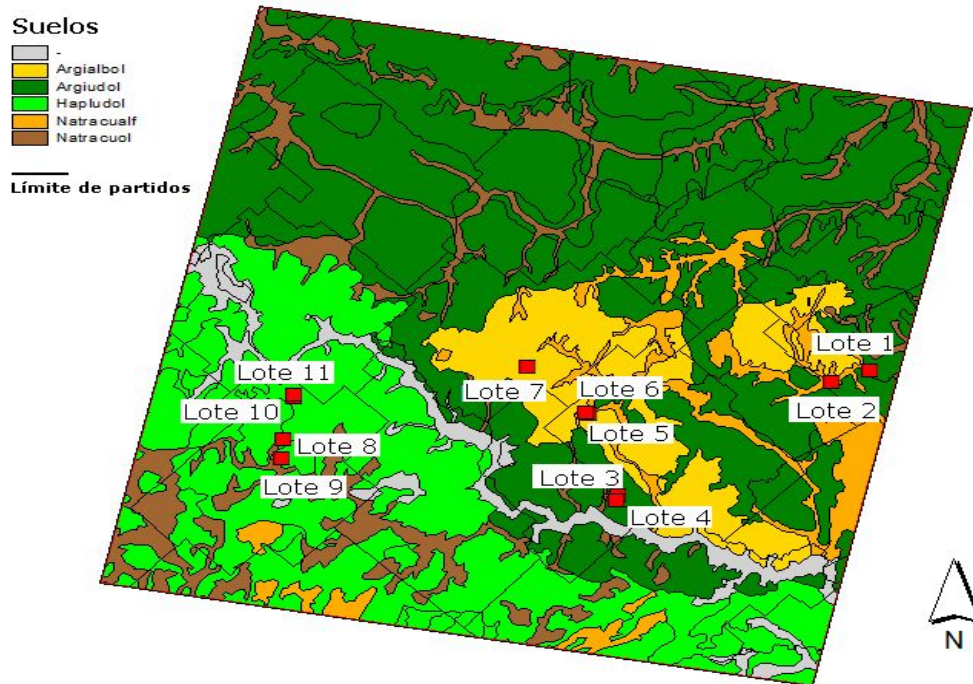 Suelos
-
Argialbol
Argiudol
Hapludol
Natracualf
Natracuol
Límite de partidos
Lote 1
Lote 2
Lote 11
Lote 6
Lote 7
Lote 10
Lote 5
Lote 8
Lote 3
Lote 9
Lote 4
N